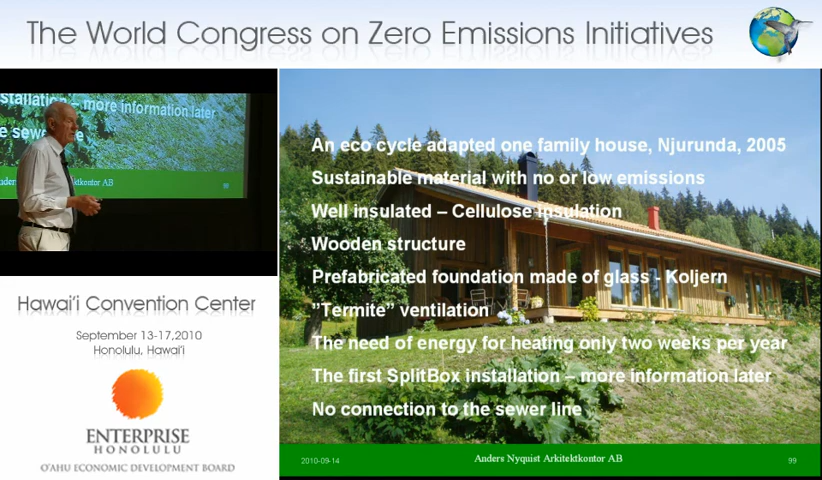 The World Congress on Zero Emissions Initiatives
stallation – more information later
he sewe
e
ktkontor AB
Hawai'i Convention Center
September 13-17,2010
Honolulu, Hawai'i
ENTERPRISE
HONOLULU
O'AHU ECONOMIC DEVELOPMENT BOARD
An eco cycle adapted one family house, Njurunda, 2005
Sustainable material with no or low emissions
Well insulated – Cellulose insulation
Wooden structure
Prefabricated foundation made of glass - Koljern
”Termite” ventilation
The need of energy for heating only two weeks per year
The first SplitBox installation – more information later
No connection to the sewer line
2010-09-14
Anders Nyquist Arkitektkontor AB
99